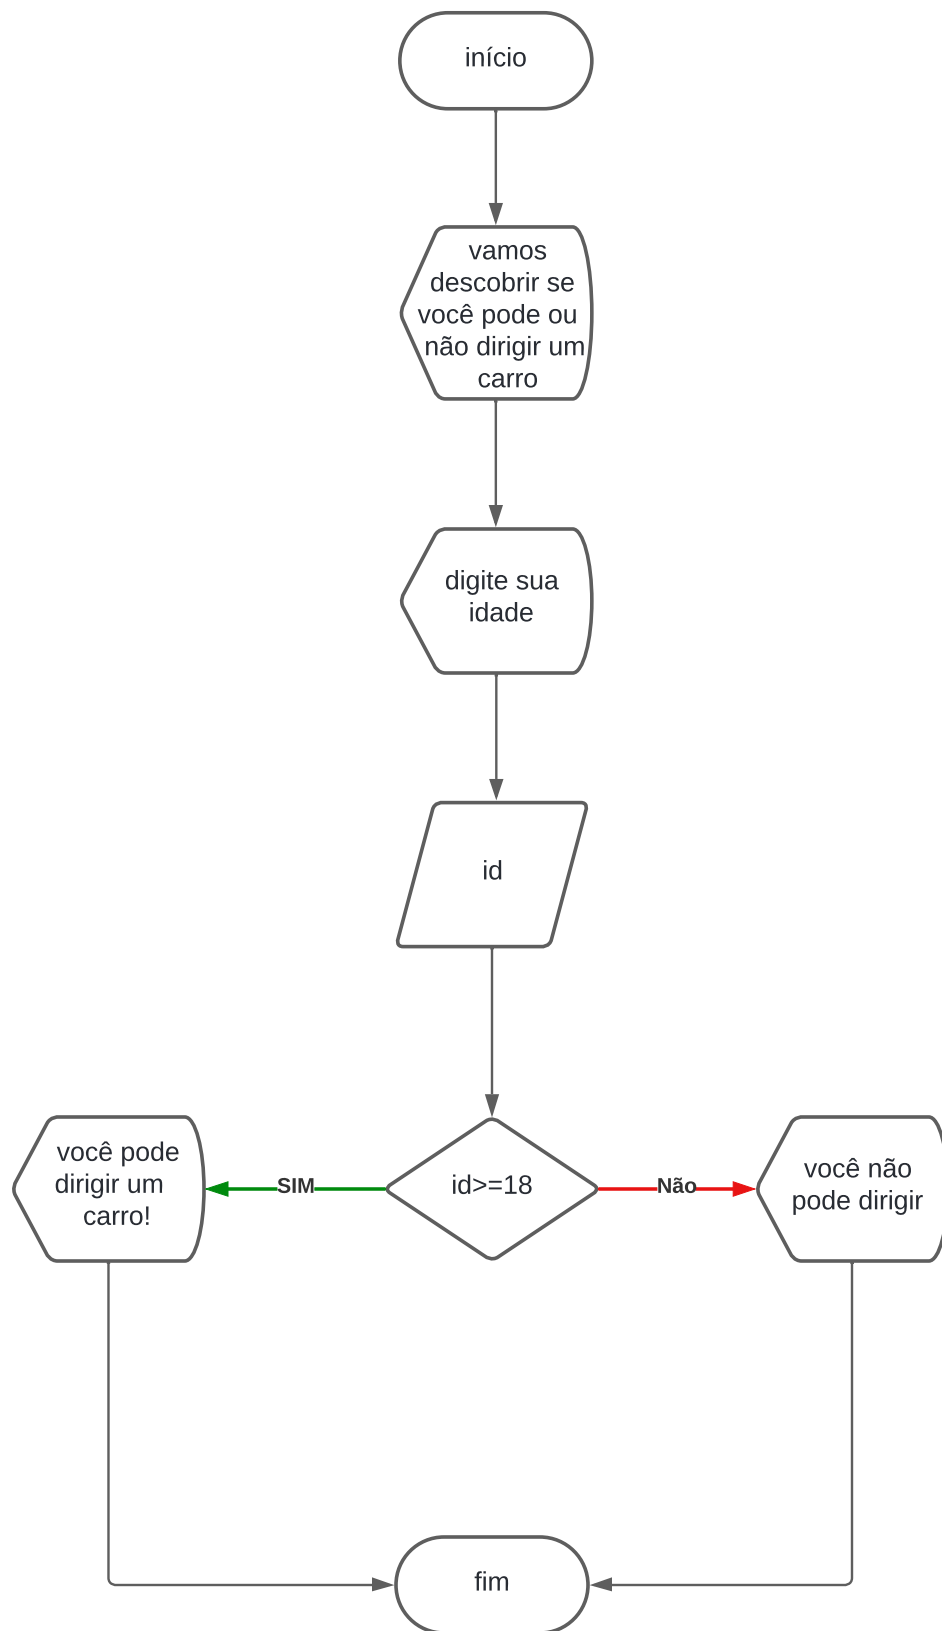 início
vamos
descobrir se
você pode ou
não dirigir um
carro
digite sua
idade
id
você pode
dirigir um
carro!
SIM
id>=18
Não
você não
pode dirigir
fim